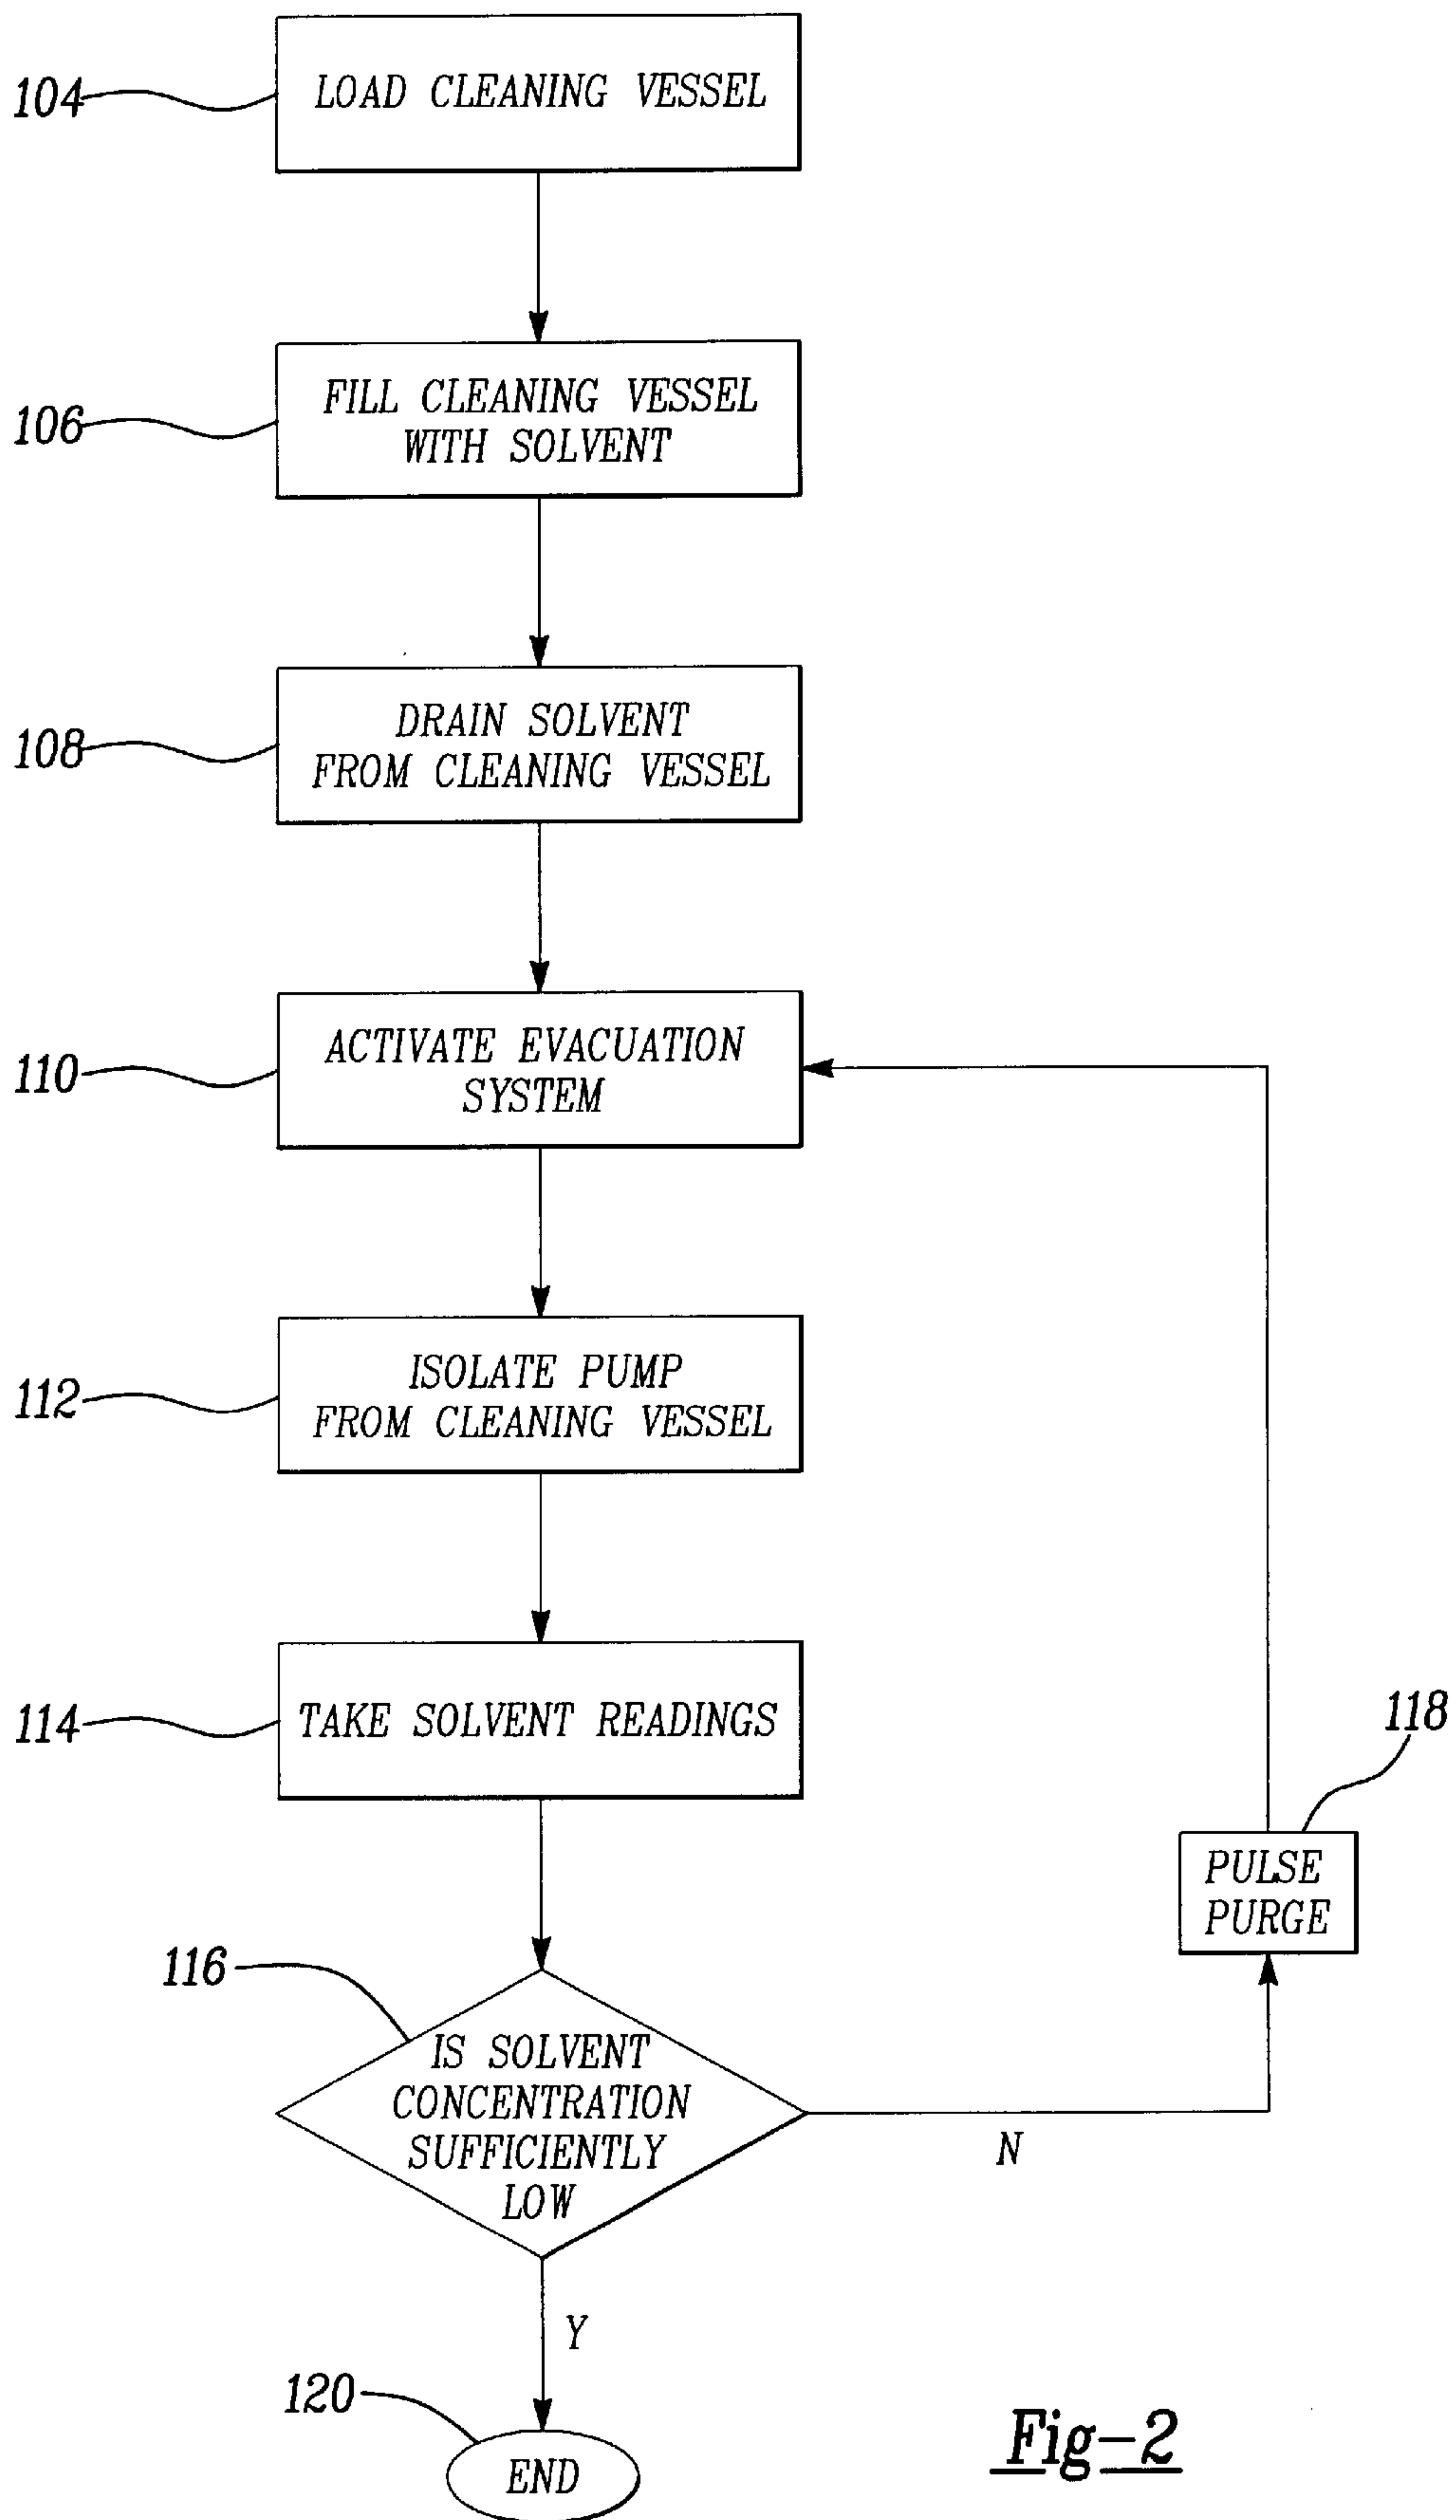 104
LOAD CLEANING VESSEL
106
FILL CLEANING VESSEL
WITH SOLVENT
108
DRAIN SOLVENT
FROM CLEANING VESSEL
110
ACTIVATE EVACUATION
SYSTEM
112
ISOLATE PUMP
FROM CLEANING VESSEL
114
TAKE SOLVENT READINGS
118
PULSE
PURGE
116
IS SOLVENT
CONCENTRATION
SUFFICIENTLY
LOW
N
Y
120
END
Fig-2